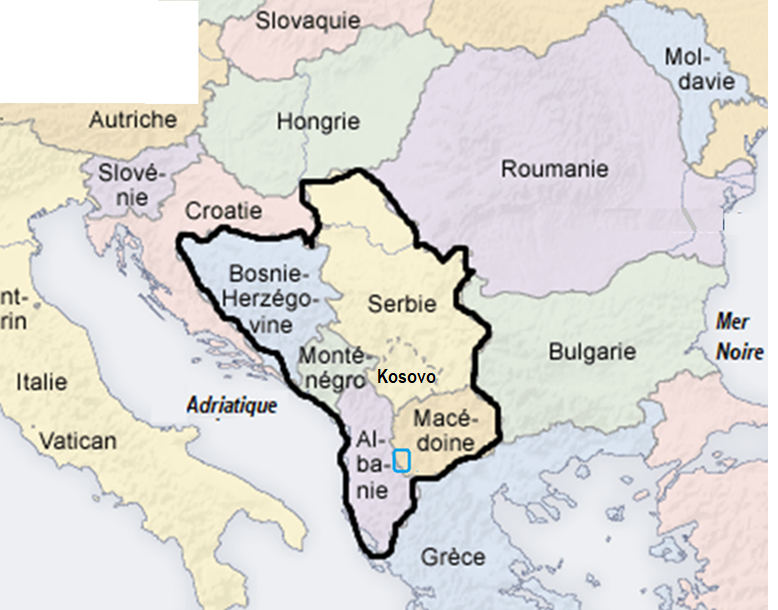 Slovaquie
Mol-
davie
Autriche
Hongrie
Roumanie
Slové-
nie
Croatie
Bosnie-
Herzégo-
vine
Serbie
nt-
rin
Mer
Noire
Bulgarie
Monté-
négro
Kosovo
Italie
Adriatique
Macé-
doine
Vatican
Al-
ba-
nie
Grèce